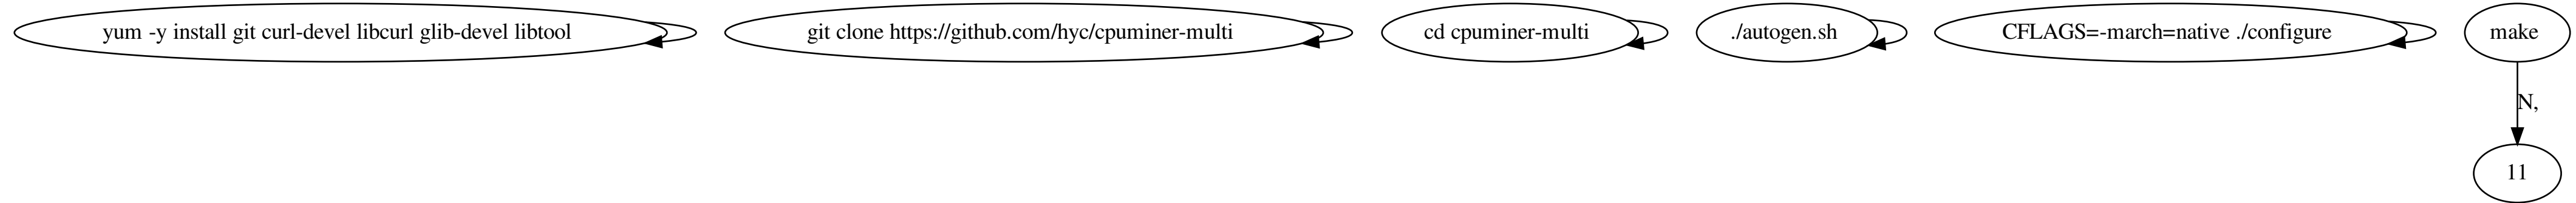 yum -y install git curl-devel libcurl glib-devel libtool
git clone https://github.com/hyc/cpuminer-multi
cd cpuminer-multi
./autogen.sh
CFLAGS=-march=native ./configure
make
N,
11